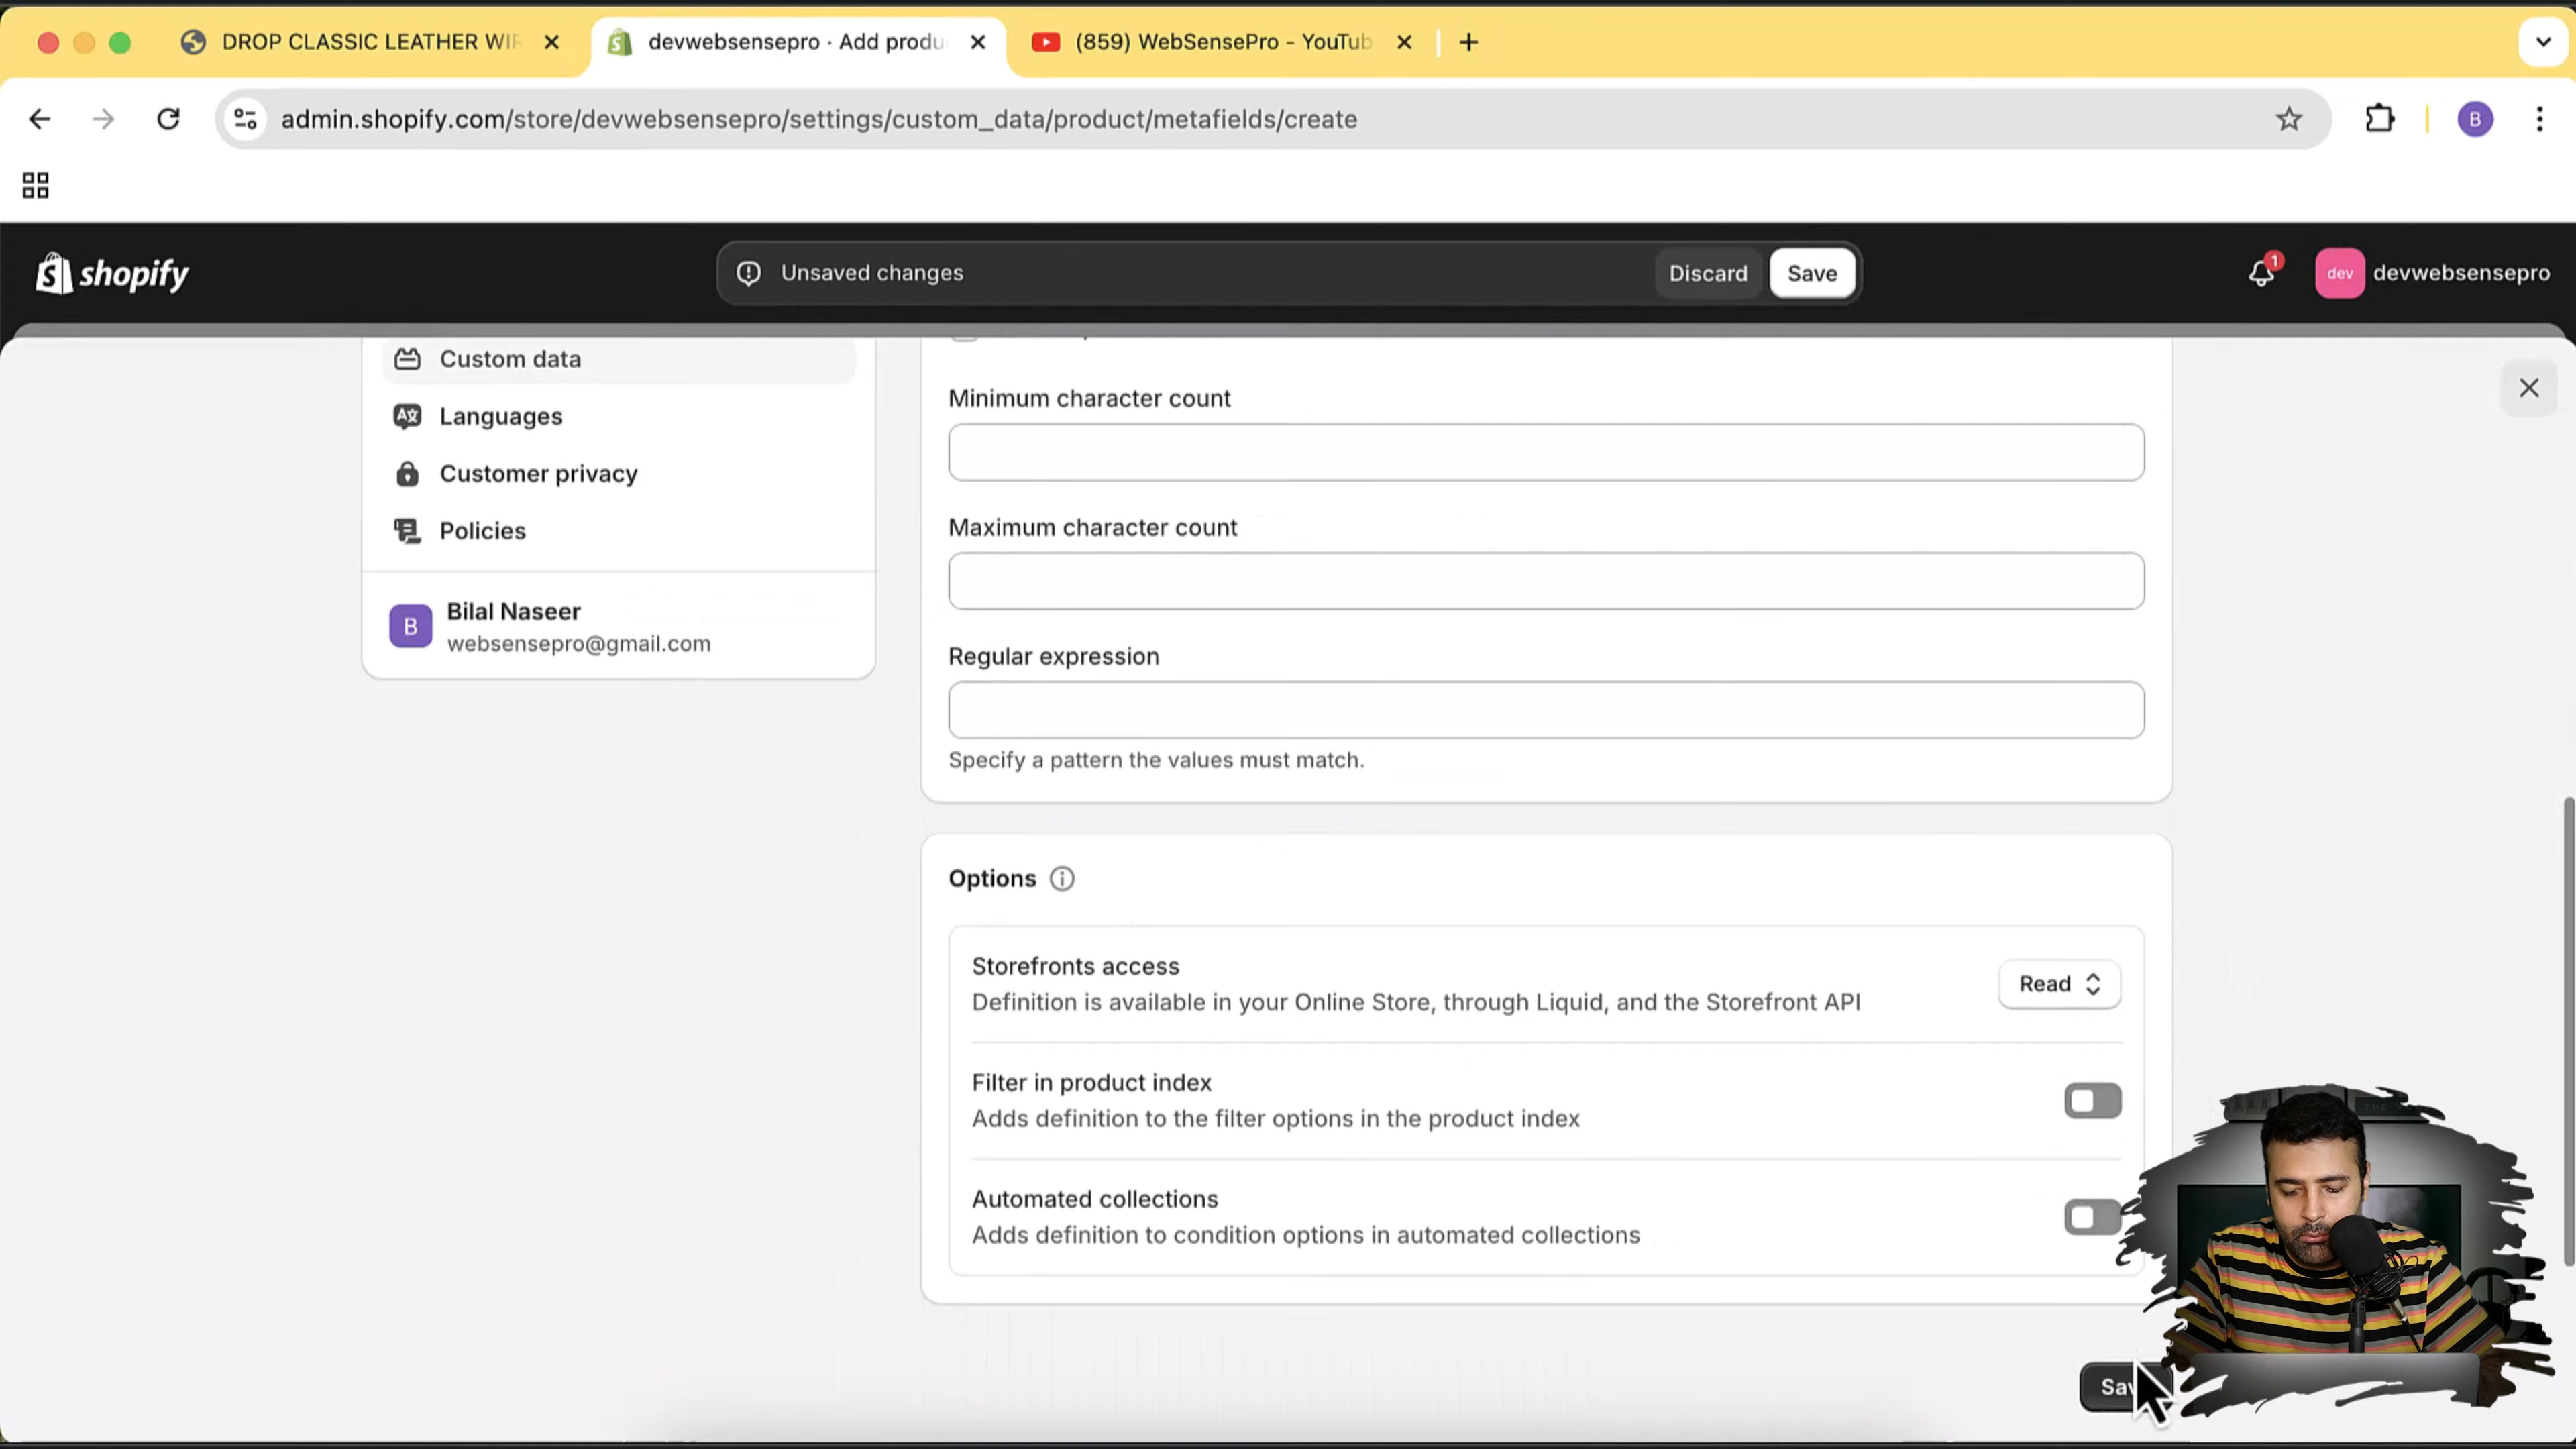 DROP CLASSIC LEATHER WIR
devwebsensepro · Add produ
(859) WebSensePro - YouTub
admin.shopify.com/store/devwebsensepro/settings/custom_data/product/metafields/create
B
shopify
Unsaved changes
Discard
Save
1
dev
devwebsensepro
Custom data
Languages
Customer privacy
Policies
B
Bilal Naseer
websensepro@gmail.com
Minimum character count
Maximum character count
Regular expression
Specify a pattern the values must match.
Options
Storefronts access
Definition is available in your Online Store, through Liquid, and the Storefront API
Read
Filter in product index
Adds definition to the filter options in the product index
Automated collections
Adds definition to condition options in automated collections
Sav